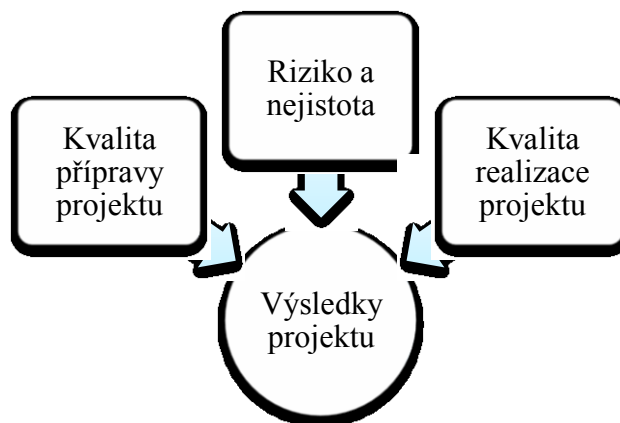 Riziko a
nejistota
Kvalita
přípravy
projektu
Kvalita
realizace
projektu
Výsledky
projektu